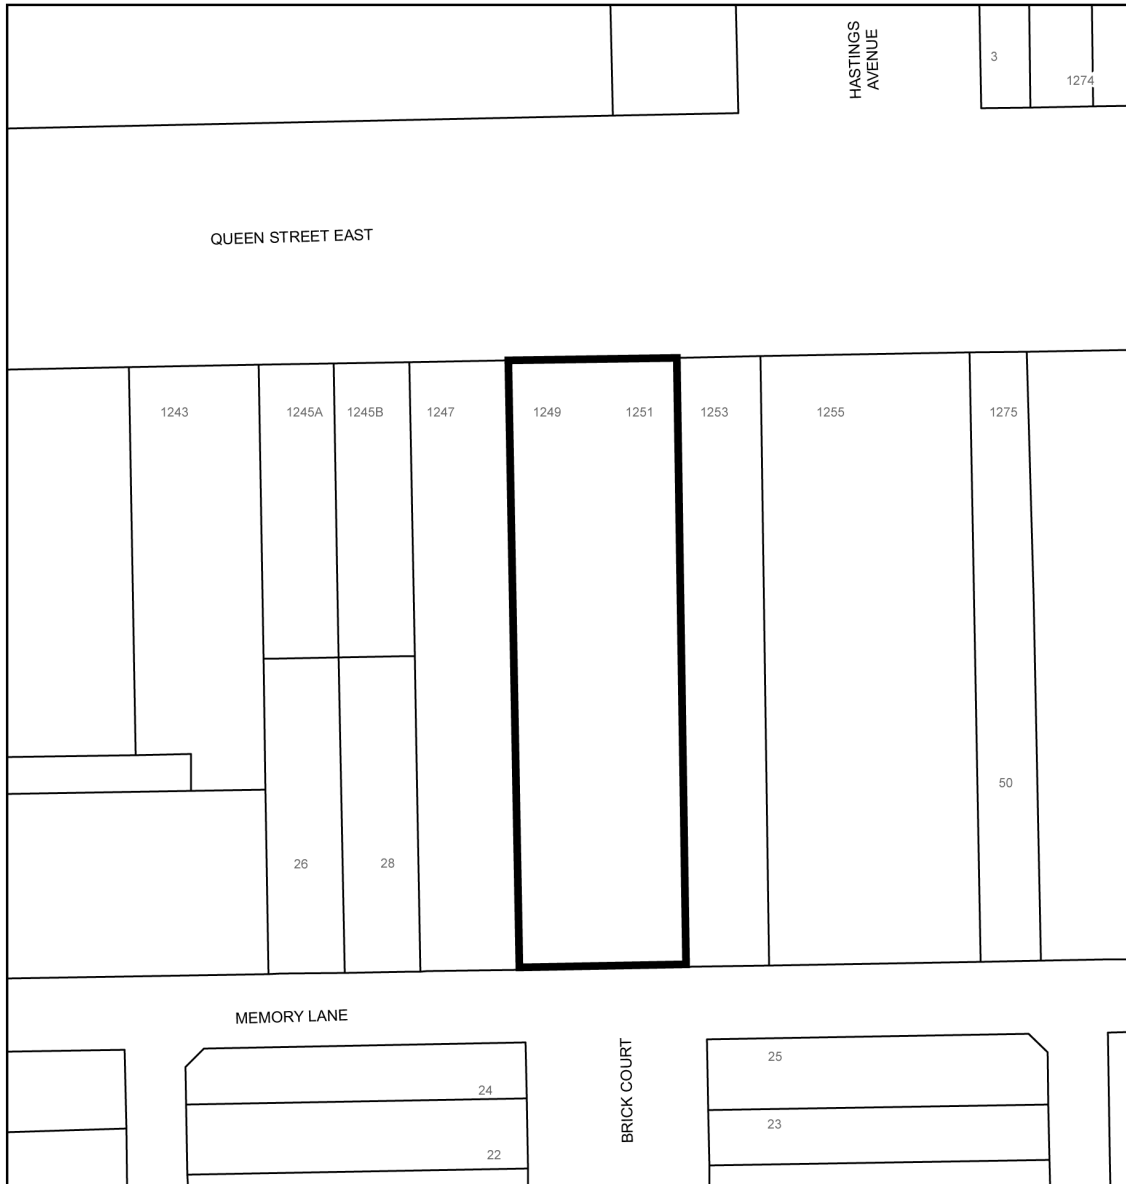 HASTINGS
AVENUE
3
1274
QUEEN STREET EAST
1243
1245A
1245B
1247
1249
1251
1253
1255
1275
50
26
28
MEMORY LANE
BRICK COURT
24
25
23
22